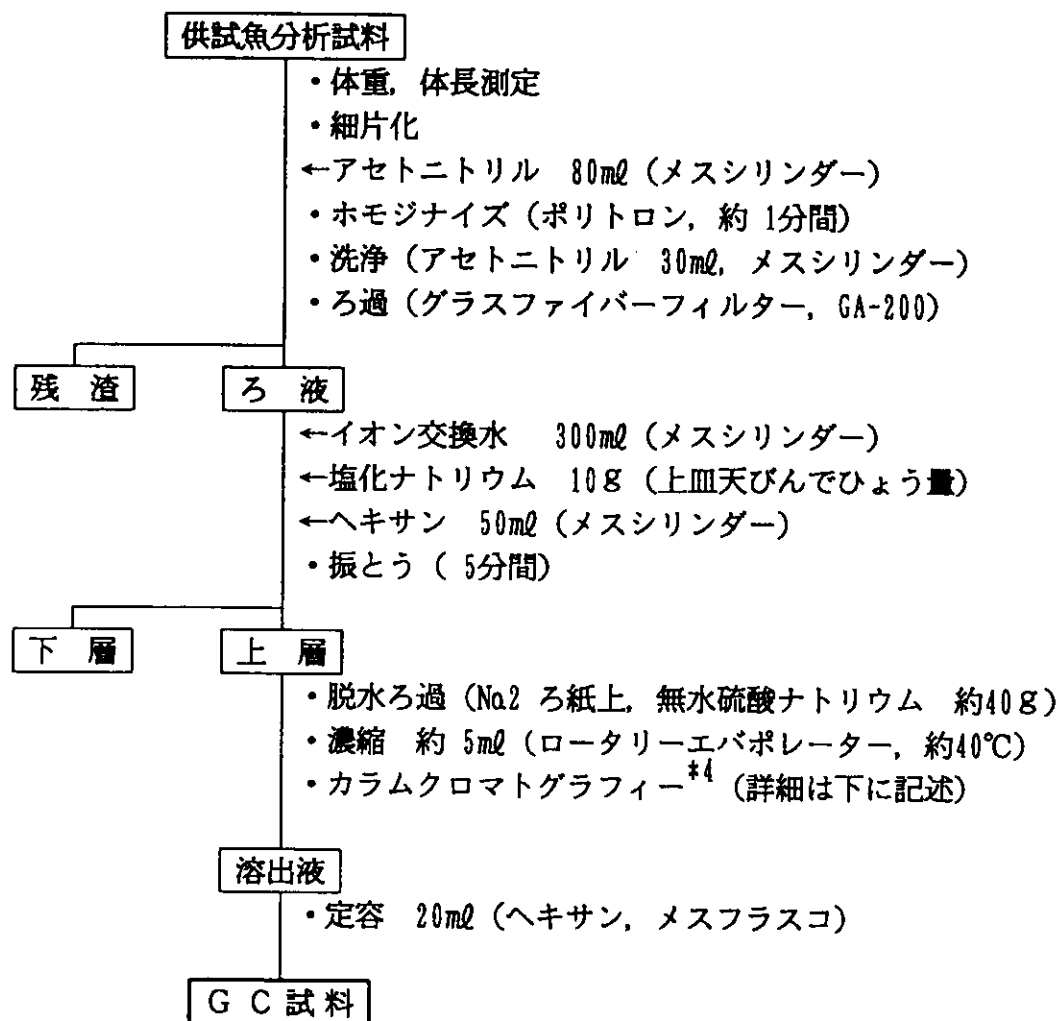 供試魚分析試料
・体重, 体長測定
・細片化
←アセトニトリル 80mℓ (メスシリンダー)
・ホモジナイズ (ポリトロン, 約 1分間)
・洗浄 (アセトニトリル 30mℓ, メスシリンダー)
・ろ過 (グラスファイバーフィルター, GA-200)
残 渣 ろ 液
←イオン交換水 300mℓ (メスシリンダー)
←塩化ナトリウム 10g (上皿天びんでひょう量)
←ヘキサン 50mℓ (メスシリンダー)
・振とう ( 5分間)
下 層 上 層
・脱水ろ過 (No.2 ろ紙上, 無水硫酸ナトリウム 約40g)
・濃縮 約 5mℓ (ロータリーエバポレーター, 約40℃)
・カラムクロマトグラフィー*4 (詳細は下に記述)
溶出液
・定容 20mℓ (ヘキサン, メスフラスコ)
GC試料